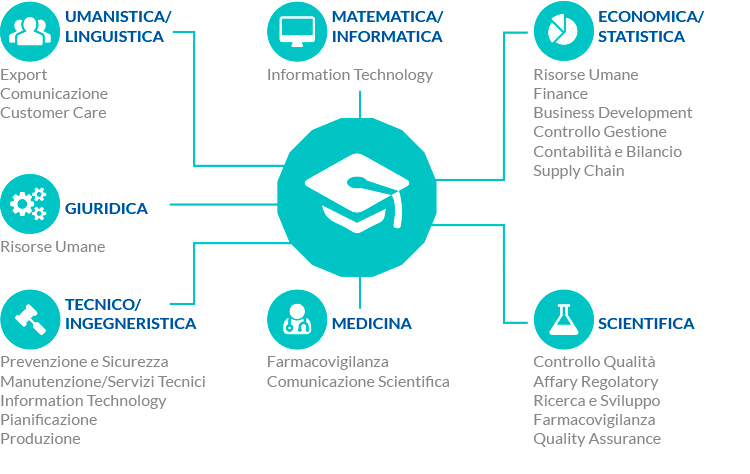 UMANISTICA/
LINGUISTICA
Export
Comunicazione
Customer Care
MATEMATICA/
INFORMATICA
Information Technology
ECONOMICA/
STATISTICA
Risorse Umane
Finance
Business Development
Controllo Gestione
Contabilità e Bilancio
Supply Chain
GIURIDICA
Risorse Umane
TECNICO/
INGEGNERISTICA
Prevenzione e Sicurezza
Manutenzione/Servizi Tecnici
Information Technology
Pianificazione
Produzione
MEDICINA
Farmacovigilanza
Comunicazione Scientifica
SCIENTIFICA
Controllo Qualità
Affary Regolatory
Ricerca e Sviluppo
Farmacovigilanza
Quality Assurance